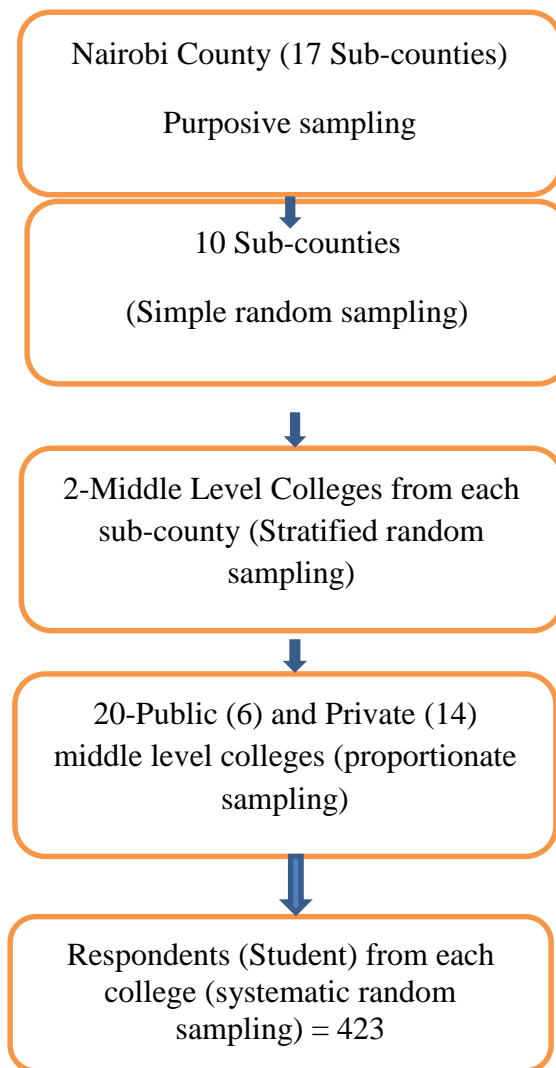 Nairobi County (17 Sub-counties)
Purposive sampling
10 Sub-counties
(Simple random sampling)
2-Middle Level Colleges from each
sub-county (Stratified random
sampling)
20-Public (6) and Private (14)
middle level colleges (proportionate
sampling)
Respondents (Student) from each
college (systematic random
sampling) = 423